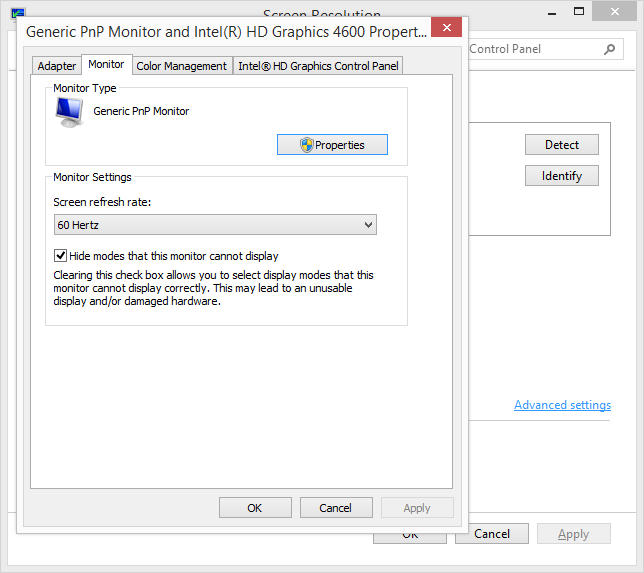 Screen Resolution
Generic PnP Monitor and Intel(R) HD Graphics 4600 Propert...
Control Panel
Adapter
Monitor
Color Management
Intel® HD Graphics Control Panel
Monitor Type
Generic PnP Monitor
Properties
Monitor Settings
Screen refresh rate:
60 Hertz
Hide modes that this monitor cannot display
Clearing this check box allows you to select display modes that this
monitor cannot display correctly. This may lead to an unusable
display and/or damaged hardware.
OK
Cancel
Apply
Detect
Identify
Advanced settings
OK
Cancel
Apply